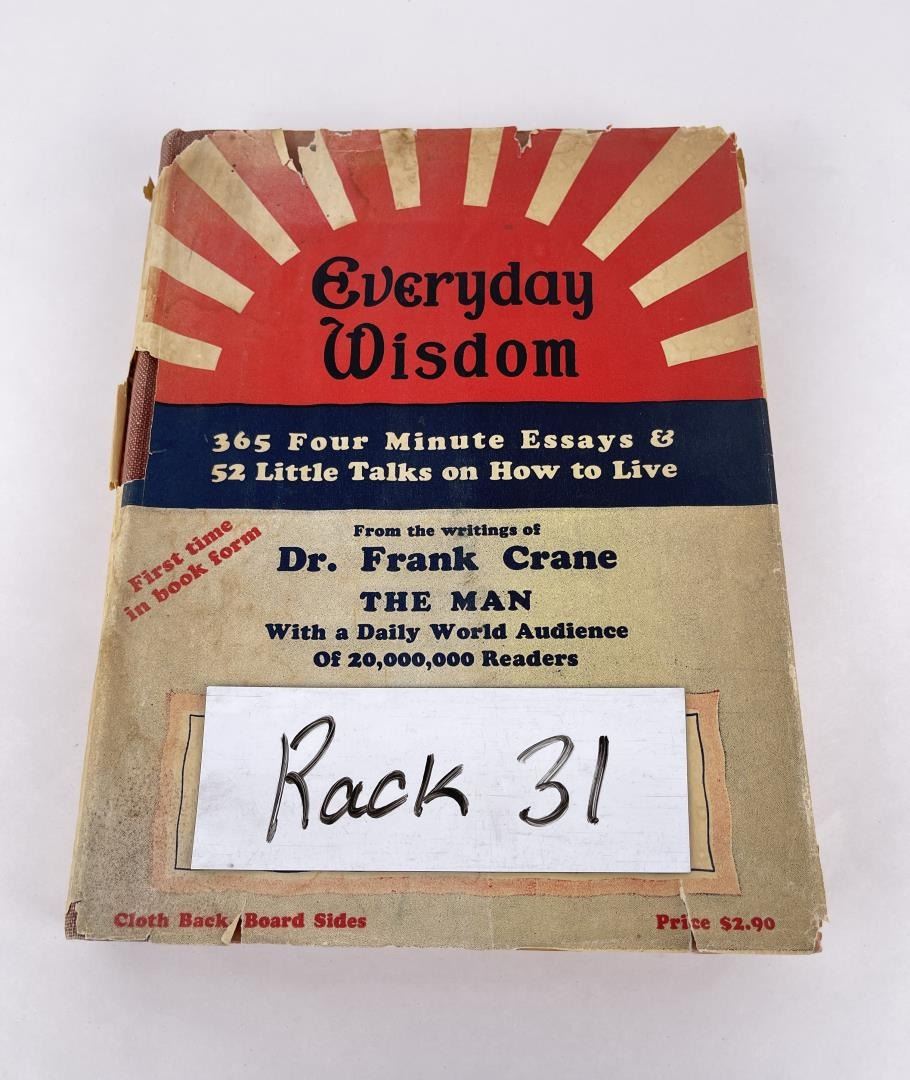 Everyday
Wisdom
365 Four Minute Essays &
52 Little Talks on How to Live
First time
in book form
From the writings of
Dr. Frank Crane
THE MAN
With a Daily World Audience
Of 20,000,000 Readers
Rack 31
Cloth Back, Board Sides
Price $2.90